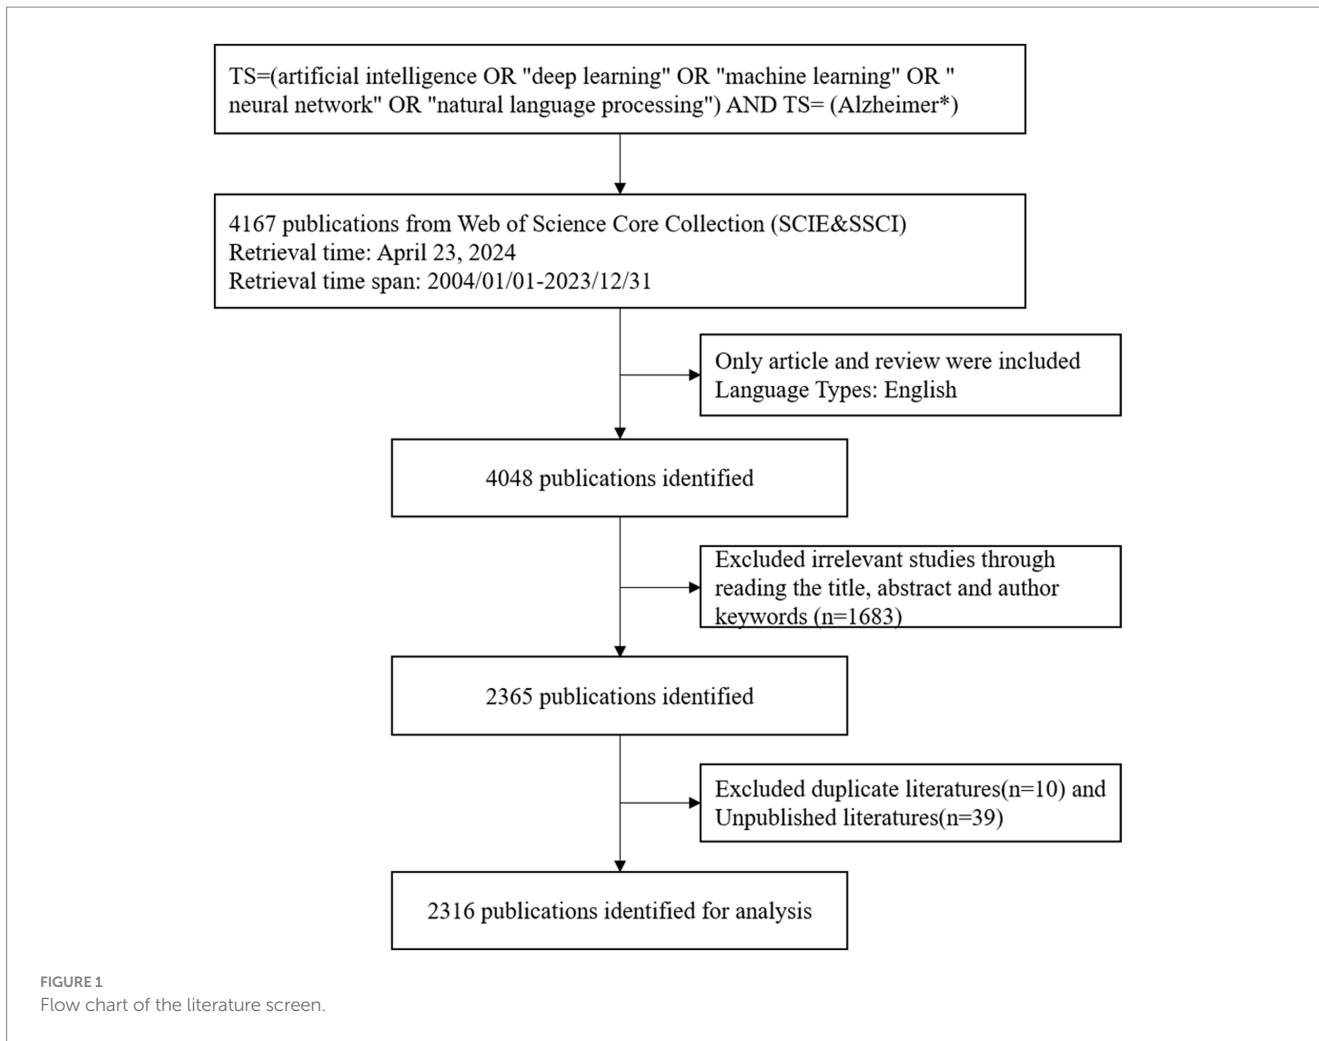 TS=(artificial intelligence OR "deep learning" OR "machine learning" OR "
neural network" OR "natural language processing") AND TS= (Alzheimer*)
4167 publications from Web of Science Core Collection (SCIE&SSCI)
Retrieval time: April 23, 2024
Retrieval time span: 2004/01/01-2023/12/31
Only article and review were included
Language Types: English
4048 publications identified
Excluded irrelevant studies through
reading the title, abstract and author
keywords (n=1683)
2365 publications identified
Excluded duplicate literatures(n=10) and
Unpublished literatures(n=39)
2316 publications identified for analysis
FIGURE 1
Flow chart of the literature screen.